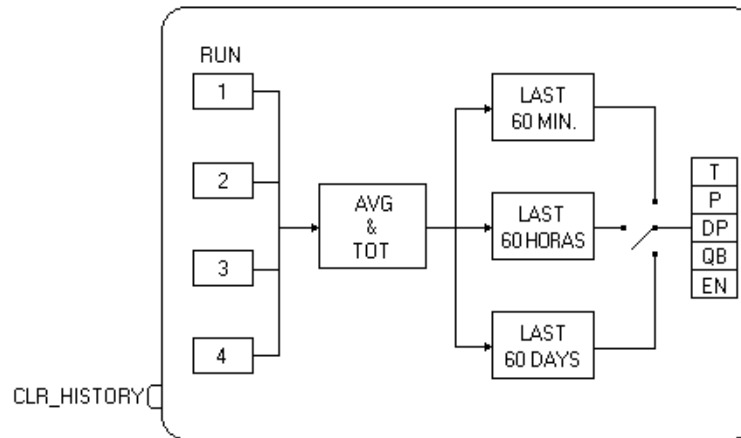 RUN
1
2
3
4
AVG
&
TOT
LAST
60 MIN.
LAST
60 HORAS
LAST
60 DAYS
T
P
DP
QB
EN
CLR_HISTORY